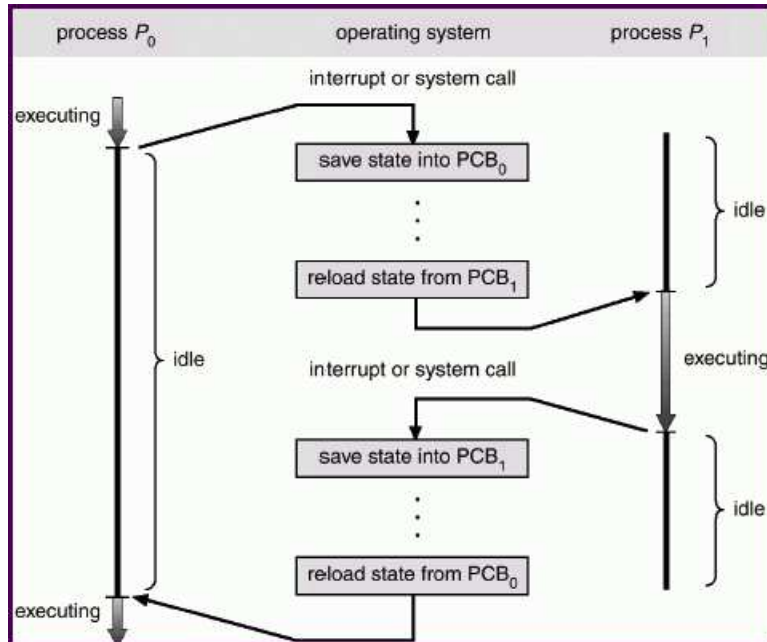 process P0
operating system
process P1
interrupt or system call
executing
save state into PCB0
idle
reload state from PCB1
idle
executing
interrupt or system call
save state into PCB1
idle
reload state from PCB0
executing